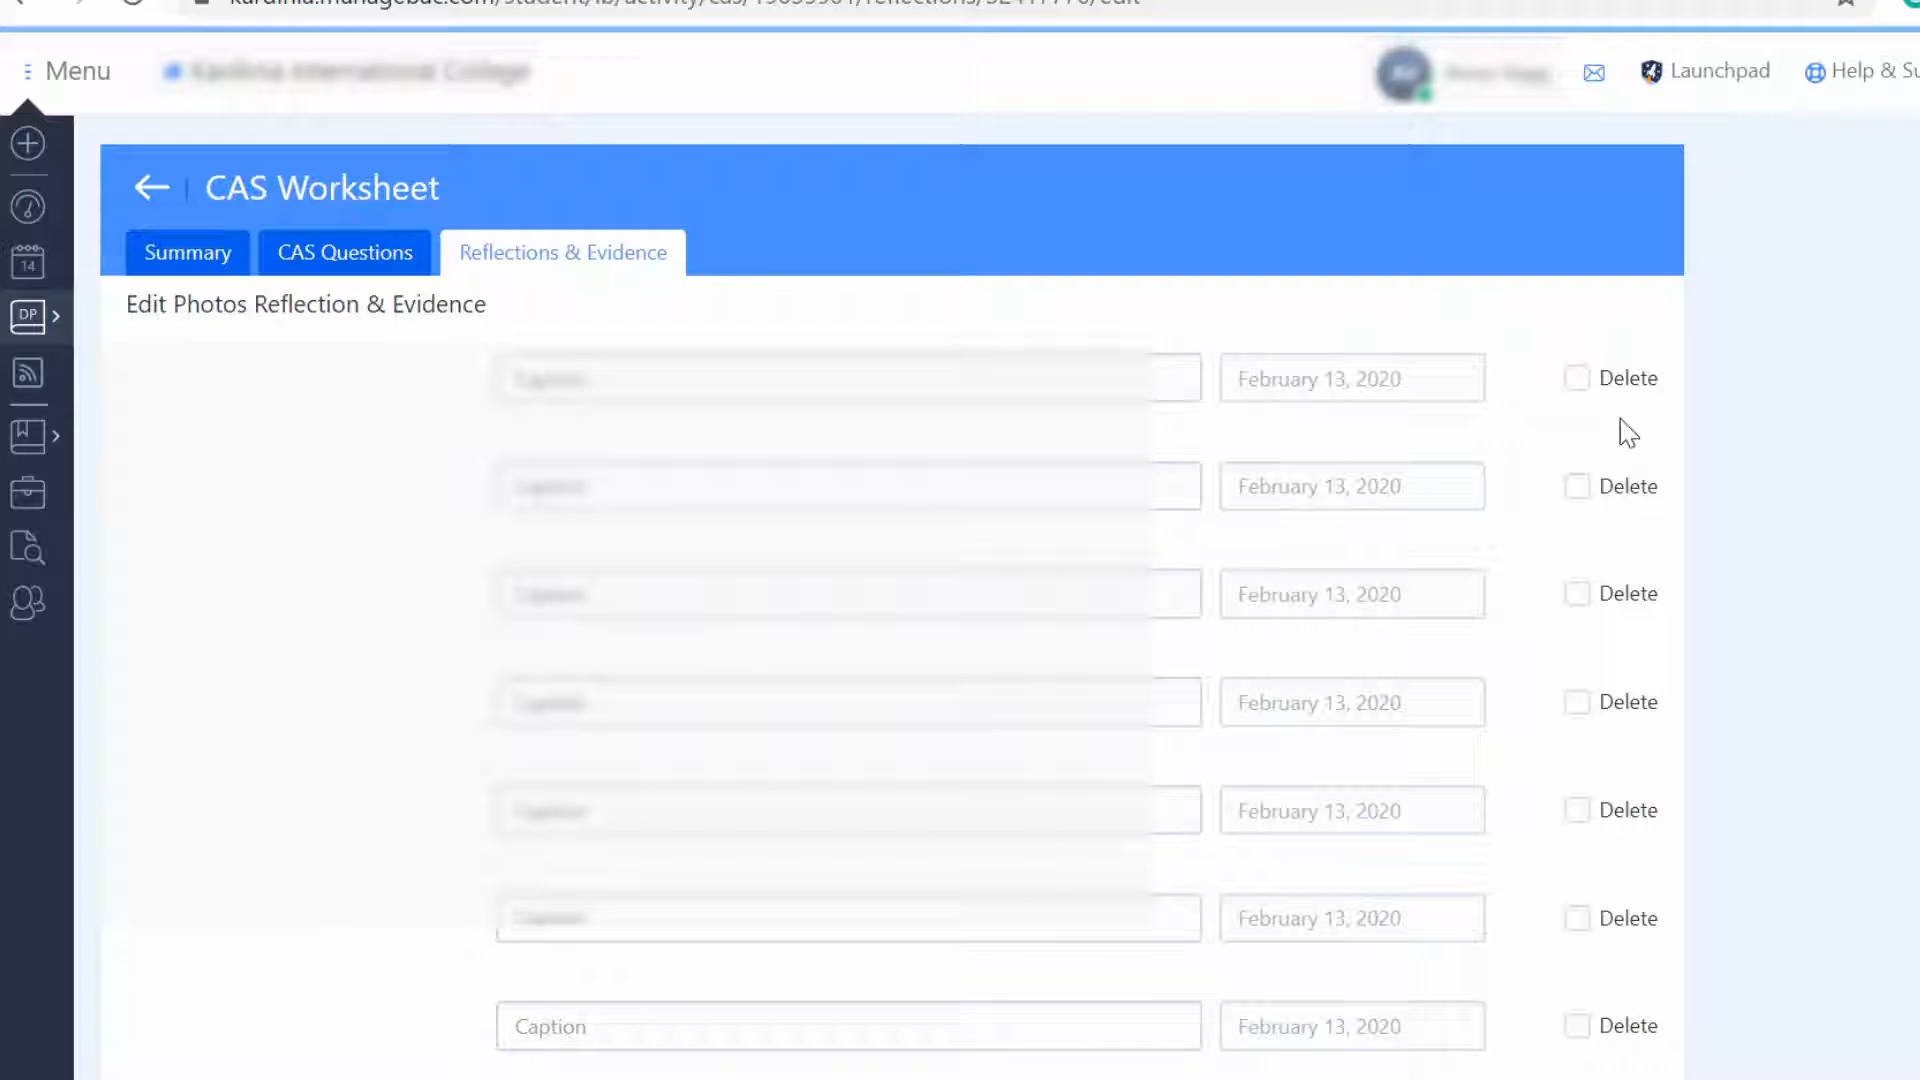 Menu
Launchpad
Help & Su
CAS Worksheet
Summary
CAS Questions
Reflections & Evidence
14
DP
Edit Photos Reflection & Evidence
February 13, 2020
Delete
February 13, 2020
Delete
February 13, 2020
Delete
February 13, 2020
Delete
February 13, 2020
Delete
February 13, 2020
Delete
Caption
February 13, 2020
Delete